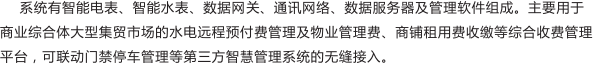 系统有智能电表、智能水表、数据网关、通讯网络、数据服务器及管理软件组成。主要用于
商业综合体大型集贸市场的水电远程预付费管理及物业管理费、商铺租用费收缴等综合收费管理
平台，可联动门禁停车管理等第三方智慧管理系统的无缝接入。